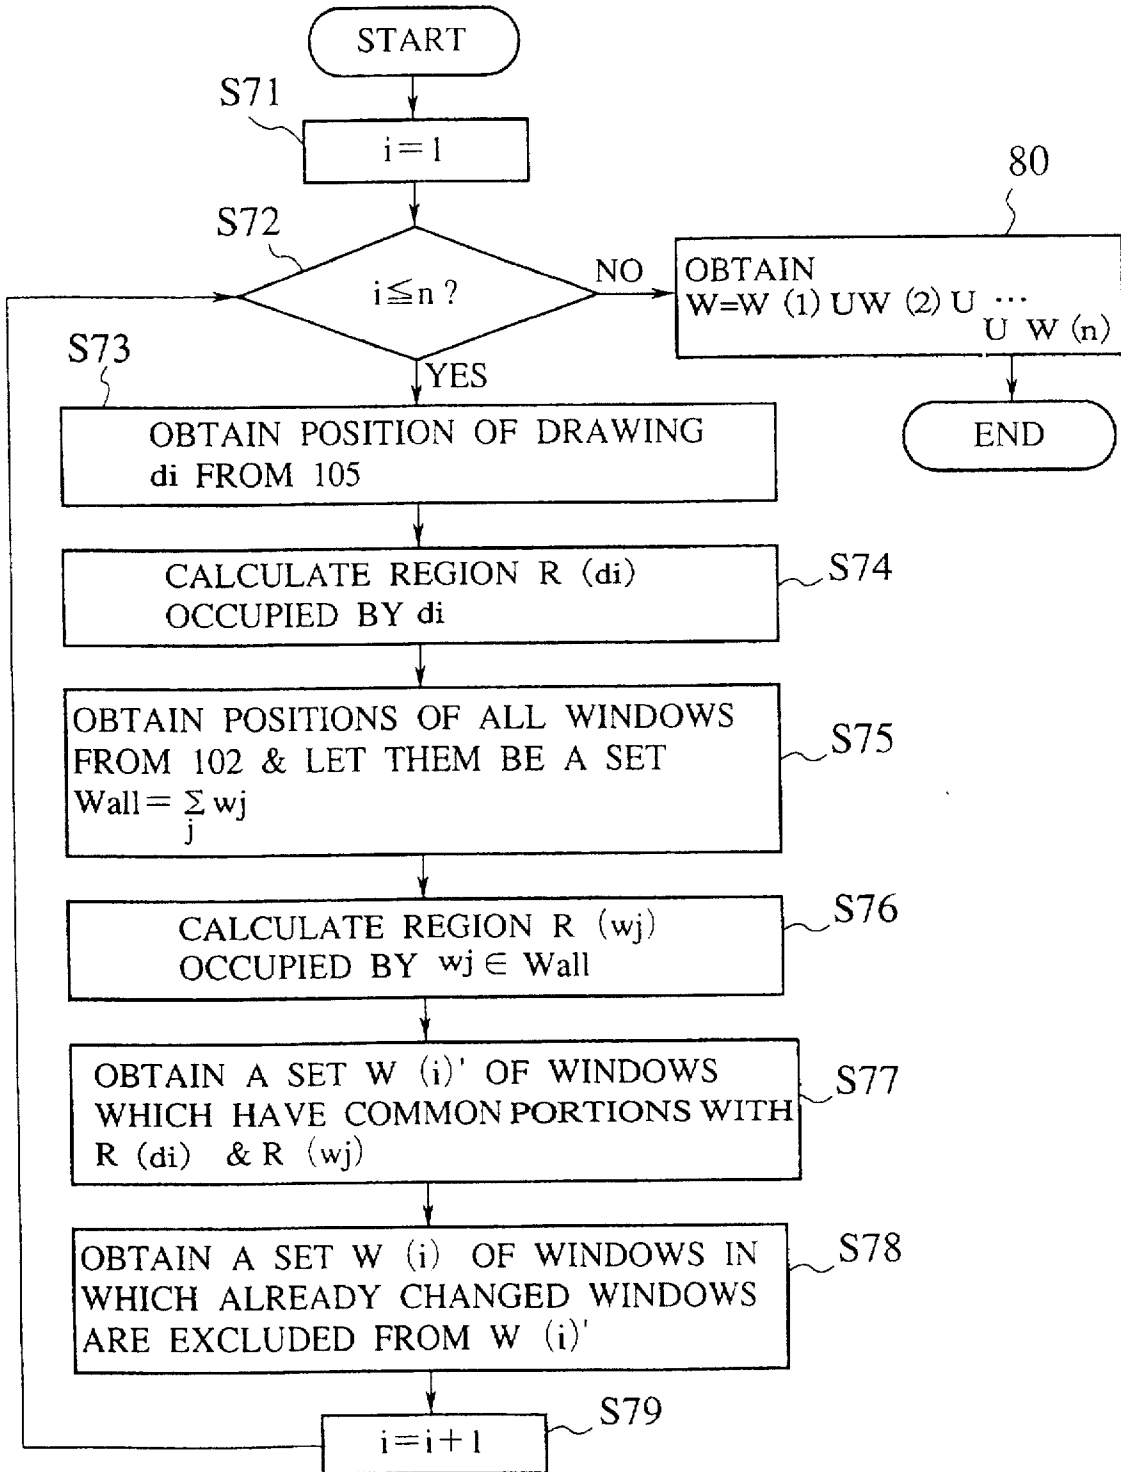 START
S71
i=1
80
S72
i≦n ?
NO
OBTAIN
W=W (1) UW (2) U ...
U W (n)
S73
YES
END
OBTAIN POSITION OF DRAWING
di FROM 105
CALCULATE REGION R (di)
OCCUPIED BY di
S74
OBTAIN POSITIONS OF ALL WINDOWS
FROM 102 & LET THEM BE A SET
Wall= Σ wj
j
S75
CALCULATE REGION R (wj)
OCCUPIED BY wj ∈ Wall
S76
OBTAIN A SET W (i)' OF WINDOWS
WHICH HAVE COMMON PORTIONS WITH
R (di) & R (wj)
S77
OBTAIN A SET W (i) OF WINDOWS IN
WHICH ALREADY CHANGED WINDOWS
ARE EXCLUDED FROM W (i)'
S78
i=i+1
S79